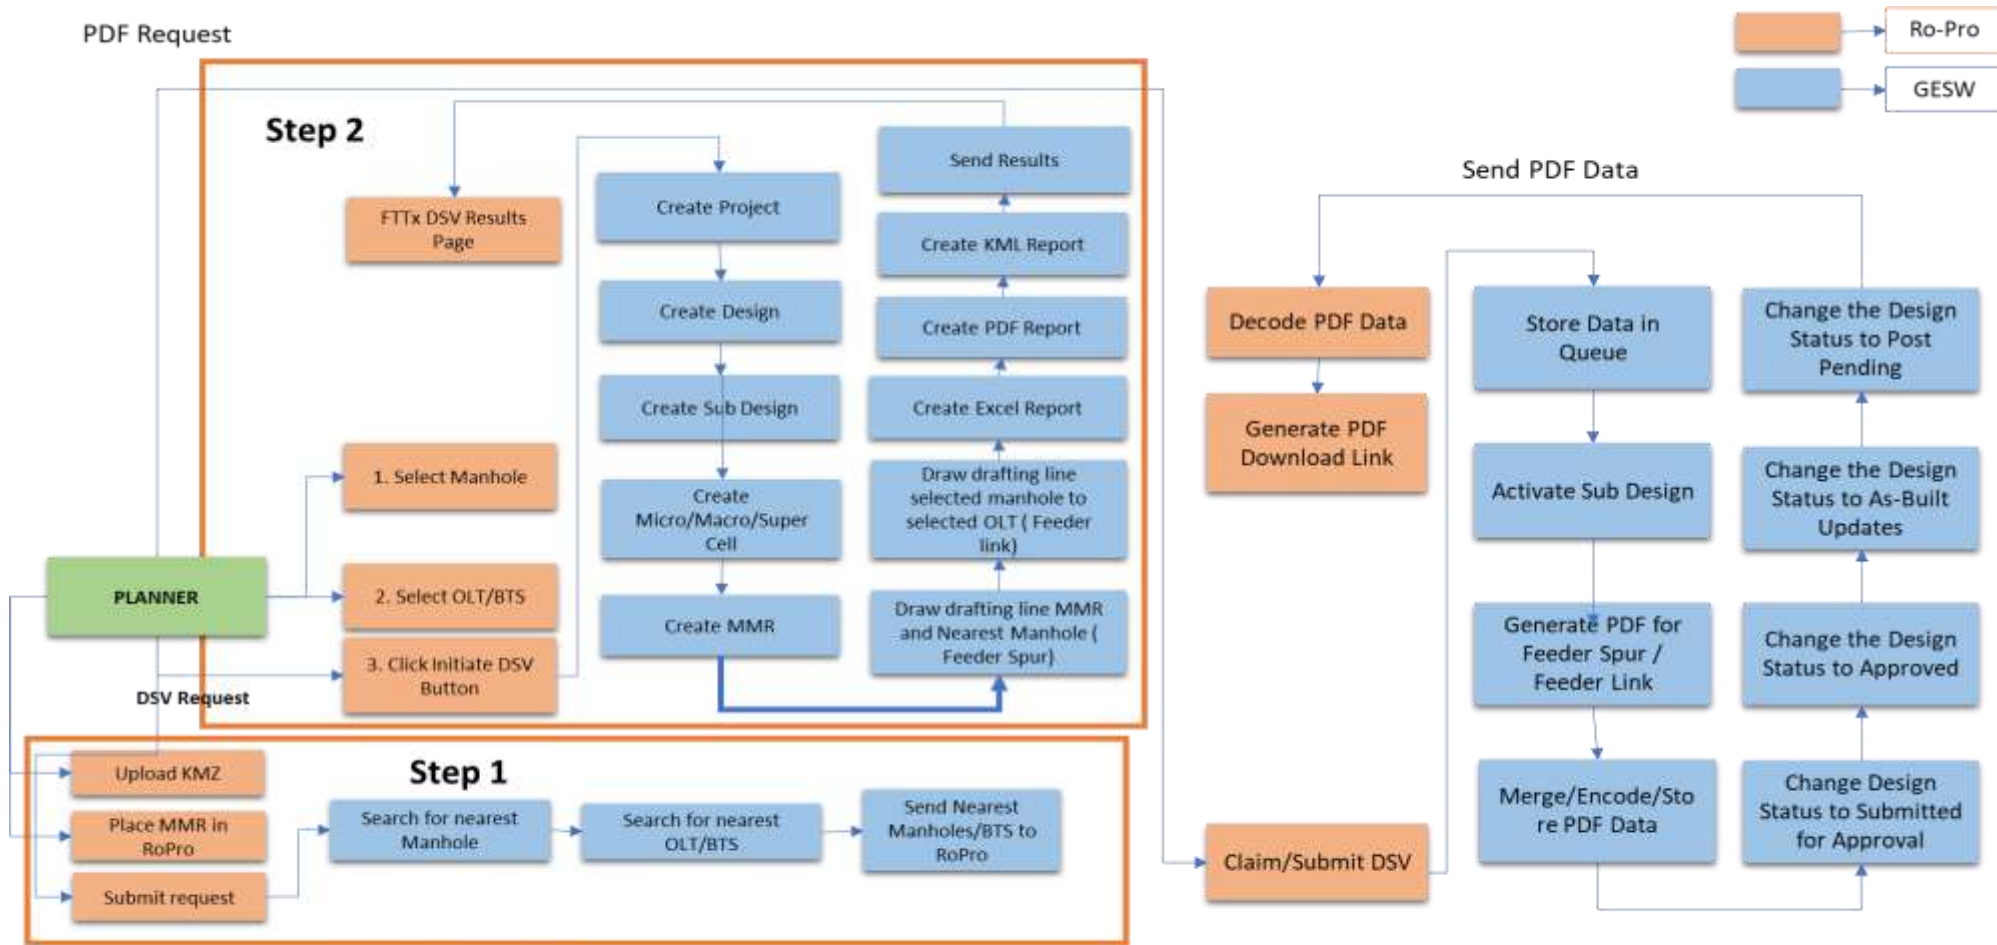 PDF Request
Ro-Pro
GESW
Step 2
Send Results
FTTx DSV Results
Page
Create Project
Create KML Report
Create Design
Create PDF Report
Create Sub Design
Create Excel Report
1. Select Manhole
Create
Micro/Macro/Super
Cell
Draw drafting line
selected manhole to
selected OLT ( Feeder
link)
PLANNER
2. Select OLT/BTS
Create MMR
Draw drafting line MMR
and Nearest Manhole (
Feeder Spur)
3. Click Initiate DSV
Button
DSV Request
Step 1
Upload KMZ
Place MMR in
RoPro
Submit request
Search for nearest
Manhole
Search for nearest
OLT/BTS
Send Nearest
Manholes/BTS to
RoPro
Send PDF Data
Decode PDF Data
Generate PDF
Download Link
Claim/Submit DSV
Store Data in
Queue
Activate Sub Design
Generate PDF for
Feeder Spur /
Feeder Link
Merge/Encode/Sto
re PDF Data
Change the Design
Status to Post
Pending
Change the Design
Status to As-Built
Updates
Change the Design
Status to Approved
Change Design
Status to Submitted
for Approval